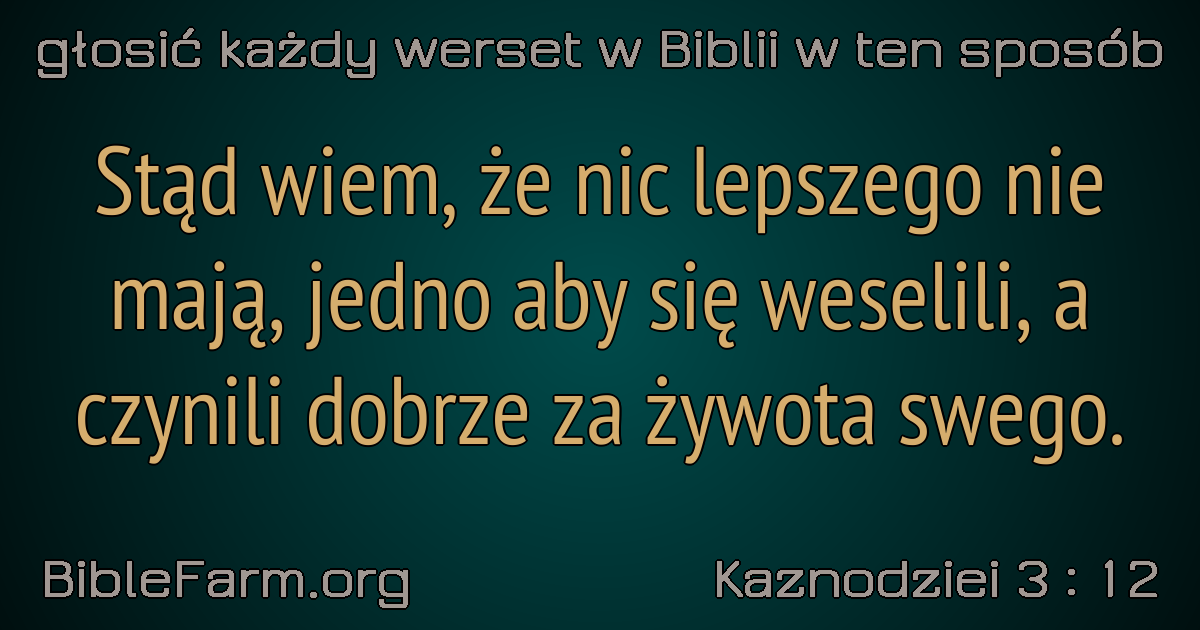 głosić każdy werset w Biblii w ten sposób
Stąd wiem, że nic lepszego nie
mają, jedno aby się weselili, a
czynili dobrze za żywota swego.
BibleFarm.org
Kaznodziei 3 : 12